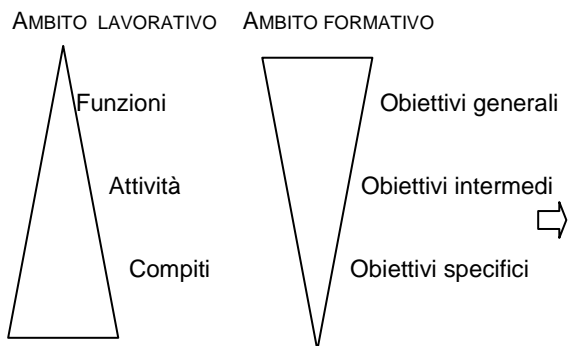 AMBITO LAVORATIVO AMBITO FORMATIVO
Funzioni Obiettivi generali
Attività Obiettivi intermedi
Compiti Obiettivi specifici